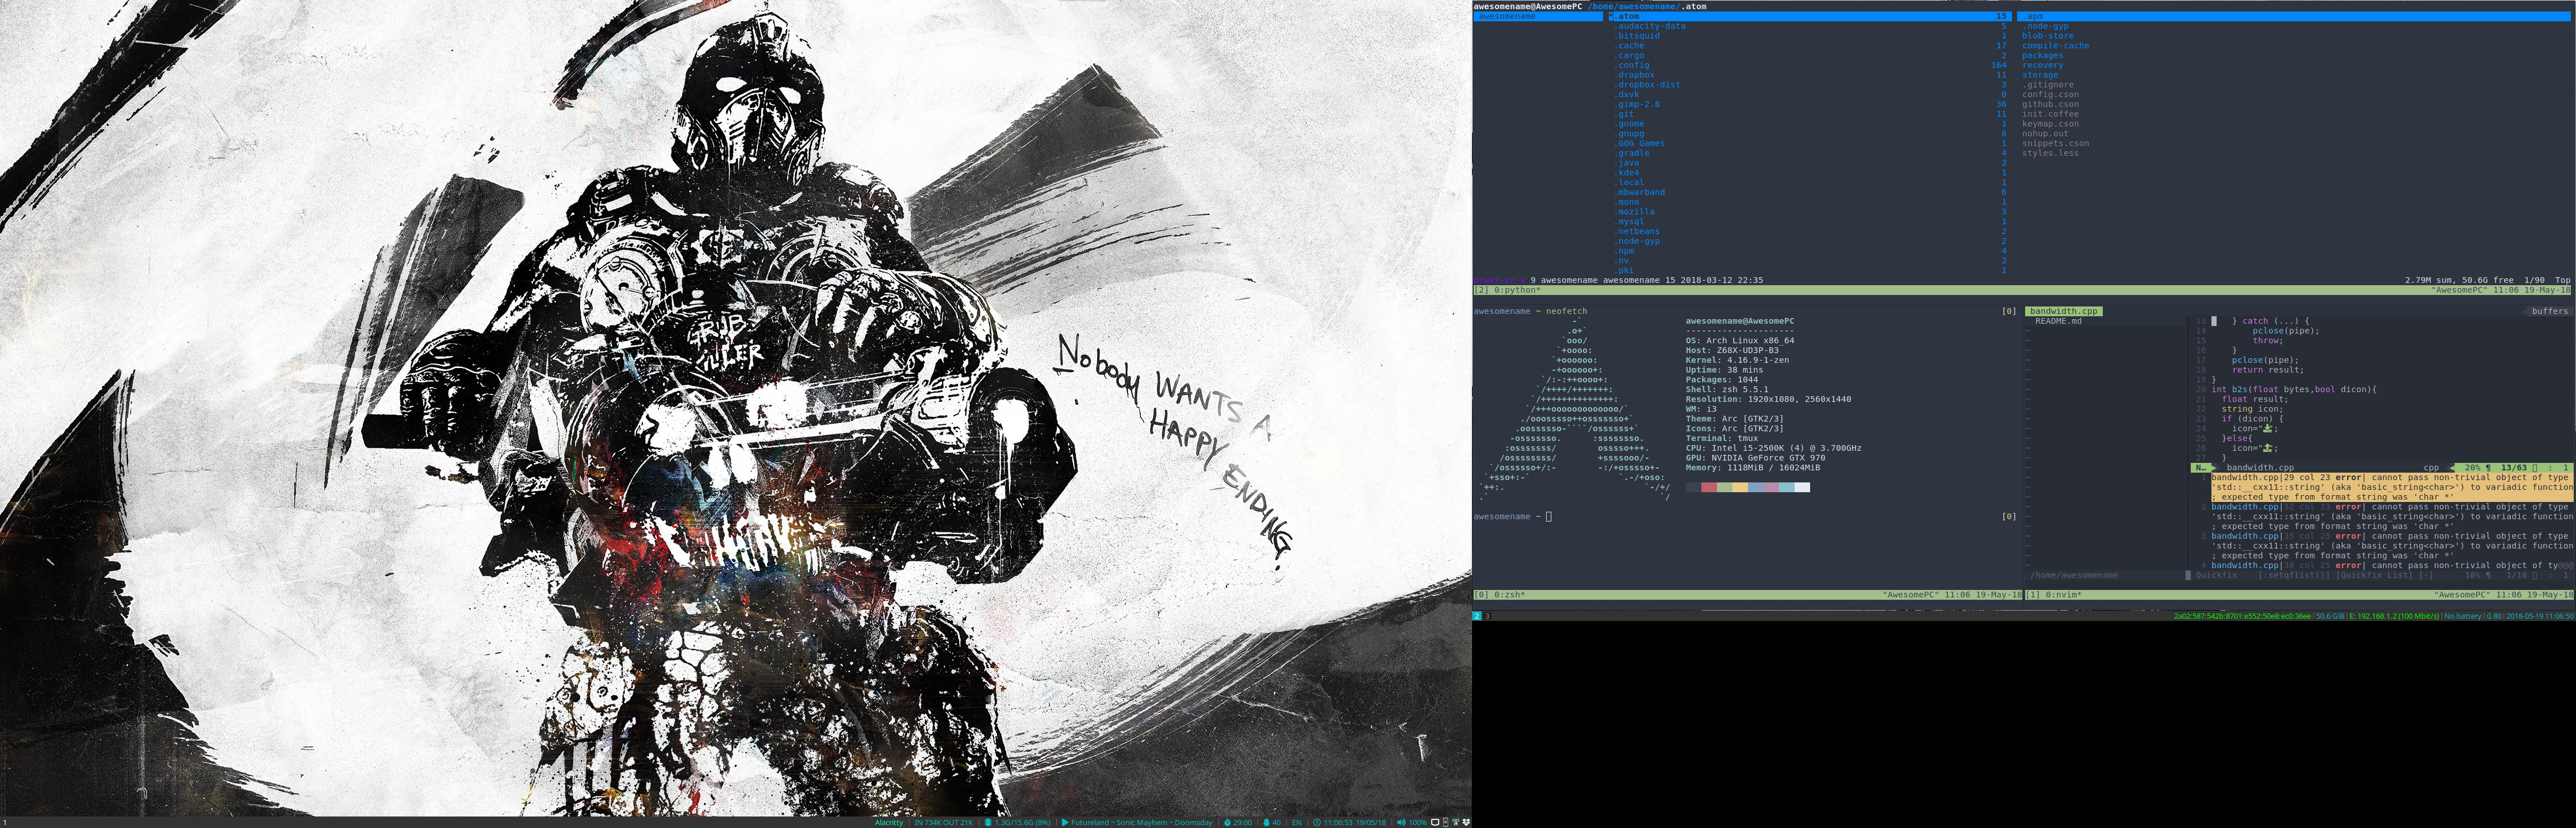 RIB
Nobody WANTS A
HAPPY ENDING
1
Alacritty | IN 734K OUT 21K | 1.3G/15.6G (8%) | Futureland ~ Sonic Mayhem ~ Doomsday | 29:00 | 40 | EN | 11:06:53 19/05/18 | 100%
awesomename@AwesomePC /home/awesomename/.atom
awesomename
.atom 15
.audacity-data 5
.bitsquid 1
.cache 17
.cargo 2
.config 164
.dropbox 11
.dropbox-dist 3
.dxvk 0
.gimp-2.8 36
.git 11
.gnome 1
.gnupg 6
.GOG Games 1
.gradle 4
.java 2
.kde4 1
.local 1
.mbwarband 6
.mono 1
.mozilla 3
.mysql 1
.netbeans 2
.node-gyp 2
.npm 4
.nv 2
.pki 1
.apm
.node-gyp
blob-store
compile-cache
packages
recovery
storage
.gitignore
config.cson
github.cson
init.coffee
keymap.cson
nohup.out
snippets.cson
styles.less
drwxr-xr-x 9 awesomename awesomename 15 2018-03-12 22:35 2.79M sum, 50.6G free 1/90 Top
[2] 0:python* "AwesomePC" 11:06 19-May-18
awesomename ~ neofetch [0]
awesomename@AwesomePC
---------------------
OS: Arch Linux x86_64
Host: Z68X-UD3P-B3
Kernel: 4.16.9-1-zen
Uptime: 38 mins
Packages: 1044
Shell: zsh 5.5.1
Resolution: 1920x1080, 2560x1440
WM: i3
Theme: Arc [GTK2/3]
Icons: Arc [GTK2/3]
Terminal: tmux
CPU: Intel i5-2500K (4) @ 3.700GHz
GPU: NVIDIA GeForce GTX 970
Memory: 1118MiB / 16024MiB
awesomename ~ [0]
[0] 0:zsh* "AwesomePC" 11:06 19-May-18
bandwidth.cpp buffers
README.md
13 } catch (...) {
14 pclose(pipe);
15 throw;
16 }
17 pclose(pipe);
18 return result;
19 }
20 int b2s(float bytes,bool dicon){
21 float result;
22 string icon;
23 if (dicon) {
24 icon=" ";
25 }else{
26 icon=" ";
27 }
N… bandwidth.cpp cpp 20% ¶ 13/63 : 1
1 bandwidth.cpp|29 col 23 error| cannot pass non-trivial object of type
'std::__cxx11::string' (aka 'basic_string<char>') to variadic function
; expected type from format string was 'char *'
2 bandwidth.cpp|32 col 23 error| cannot pass non-trivial object of type
'std::__cxx11::string' (aka 'basic_string<char>') to variadic function
; expected type from format string was 'char *'
3 bandwidth.cpp|35 col 25 error| cannot pass non-trivial object of type
'std::__cxx11::string' (aka 'basic_string<char>') to variadic function
; expected type from format string was 'char *'
4 bandwidth.cpp|38 col 25 error| cannot pass non-trivial object of ty@@@
/home/awesomename Quickfix [:setqflist()] [Quickfix List] [-] 10% ¶ 1/10 : 1
[1] 0:nvim* "AwesomePC" 11:06 19-May-18
2 3
2a02:587:542b:8701:e552:50e8:ec0:36ee | 50.6 GiB | E: 192.168.1.2 (100 Mbit/s) | No battery | 0.80 | 2018-05-19 11:06:50